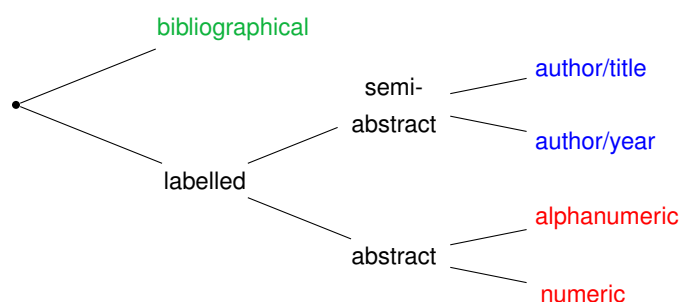 bibliographical
semi-
abstract
author/title
author/year
labelled
abstract
alphanumeric
numeric